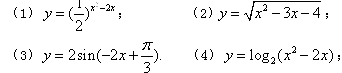 (1) y=(1/2)^{x²-2x}; (2) y=√(x²-3x-4);
(3) y=2sin(-2x+π/3). (4) y=log₂(x²-2x);